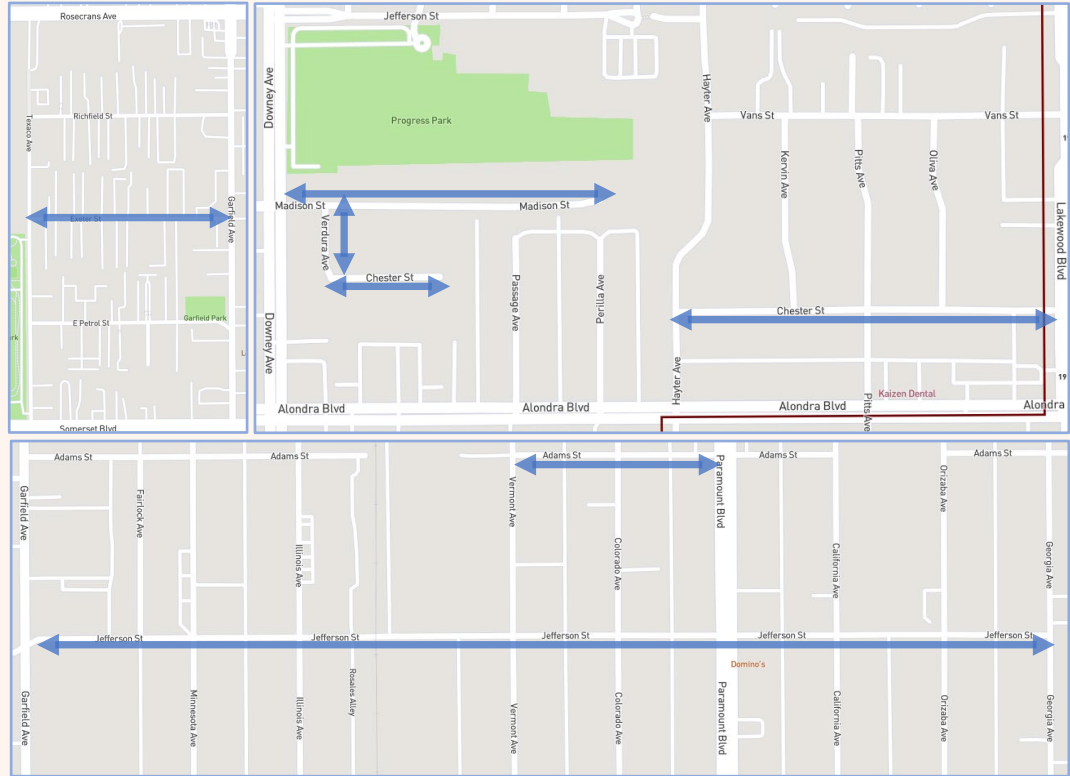 Rosecrans Ave
Texaco Ave
Richfield St
Garfield Ave
Exeter St
Garfield Park
E Petrol St
Somerset Blvd
Jefferson St
Downey Ave
Hayter Ave
Progress Park
Vans St
Vans St
Kervin Ave
Pitts Ave
Oliva Ave
Lakewood Blvd
Madison St
Madison St
Verdura Ave
Chester St
Passage Ave
Perilla Ave
Chester St
Downey Ave
Hayter Ave
19
Kaizen Dental
Pitts Ave
Alondra Blvd
Alondra Blvd
Alondra Blvd
Alondra
Adams St
Adams St
Adams St
Adams St
Adams St
Garfield Ave
Fairlock Ave
Illinois Ave
Vermont Ave
Colorado Ave
Paramount Blvd
California Ave
Orizaba Ave
Georgia Ave
Jefferson St
Jefferson St
Jefferson St
Jefferson St
Jefferson St
Domino's
Garfield Ave
Minnesota Ave
Illinois Ave
Rosales Alley
Vermont Ave
Colorado Ave
Paramount Blvd
California Ave
Orizaba Ave
Georgia Ave